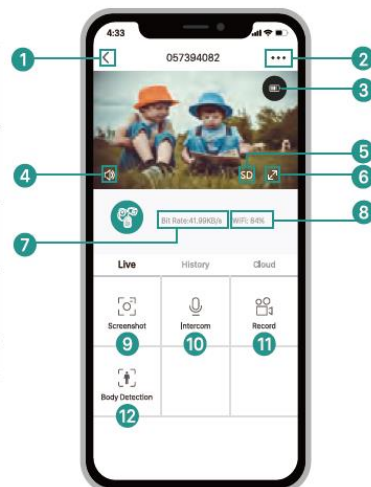 4:33
057394082
1
2
3
4
5
SD
6
7
8
Bit Rate:41.99KB/s
WIFI: 84%
Live
History
Cloud
Screenshot
Intercom
Record
9
10
11
Body Detection
12